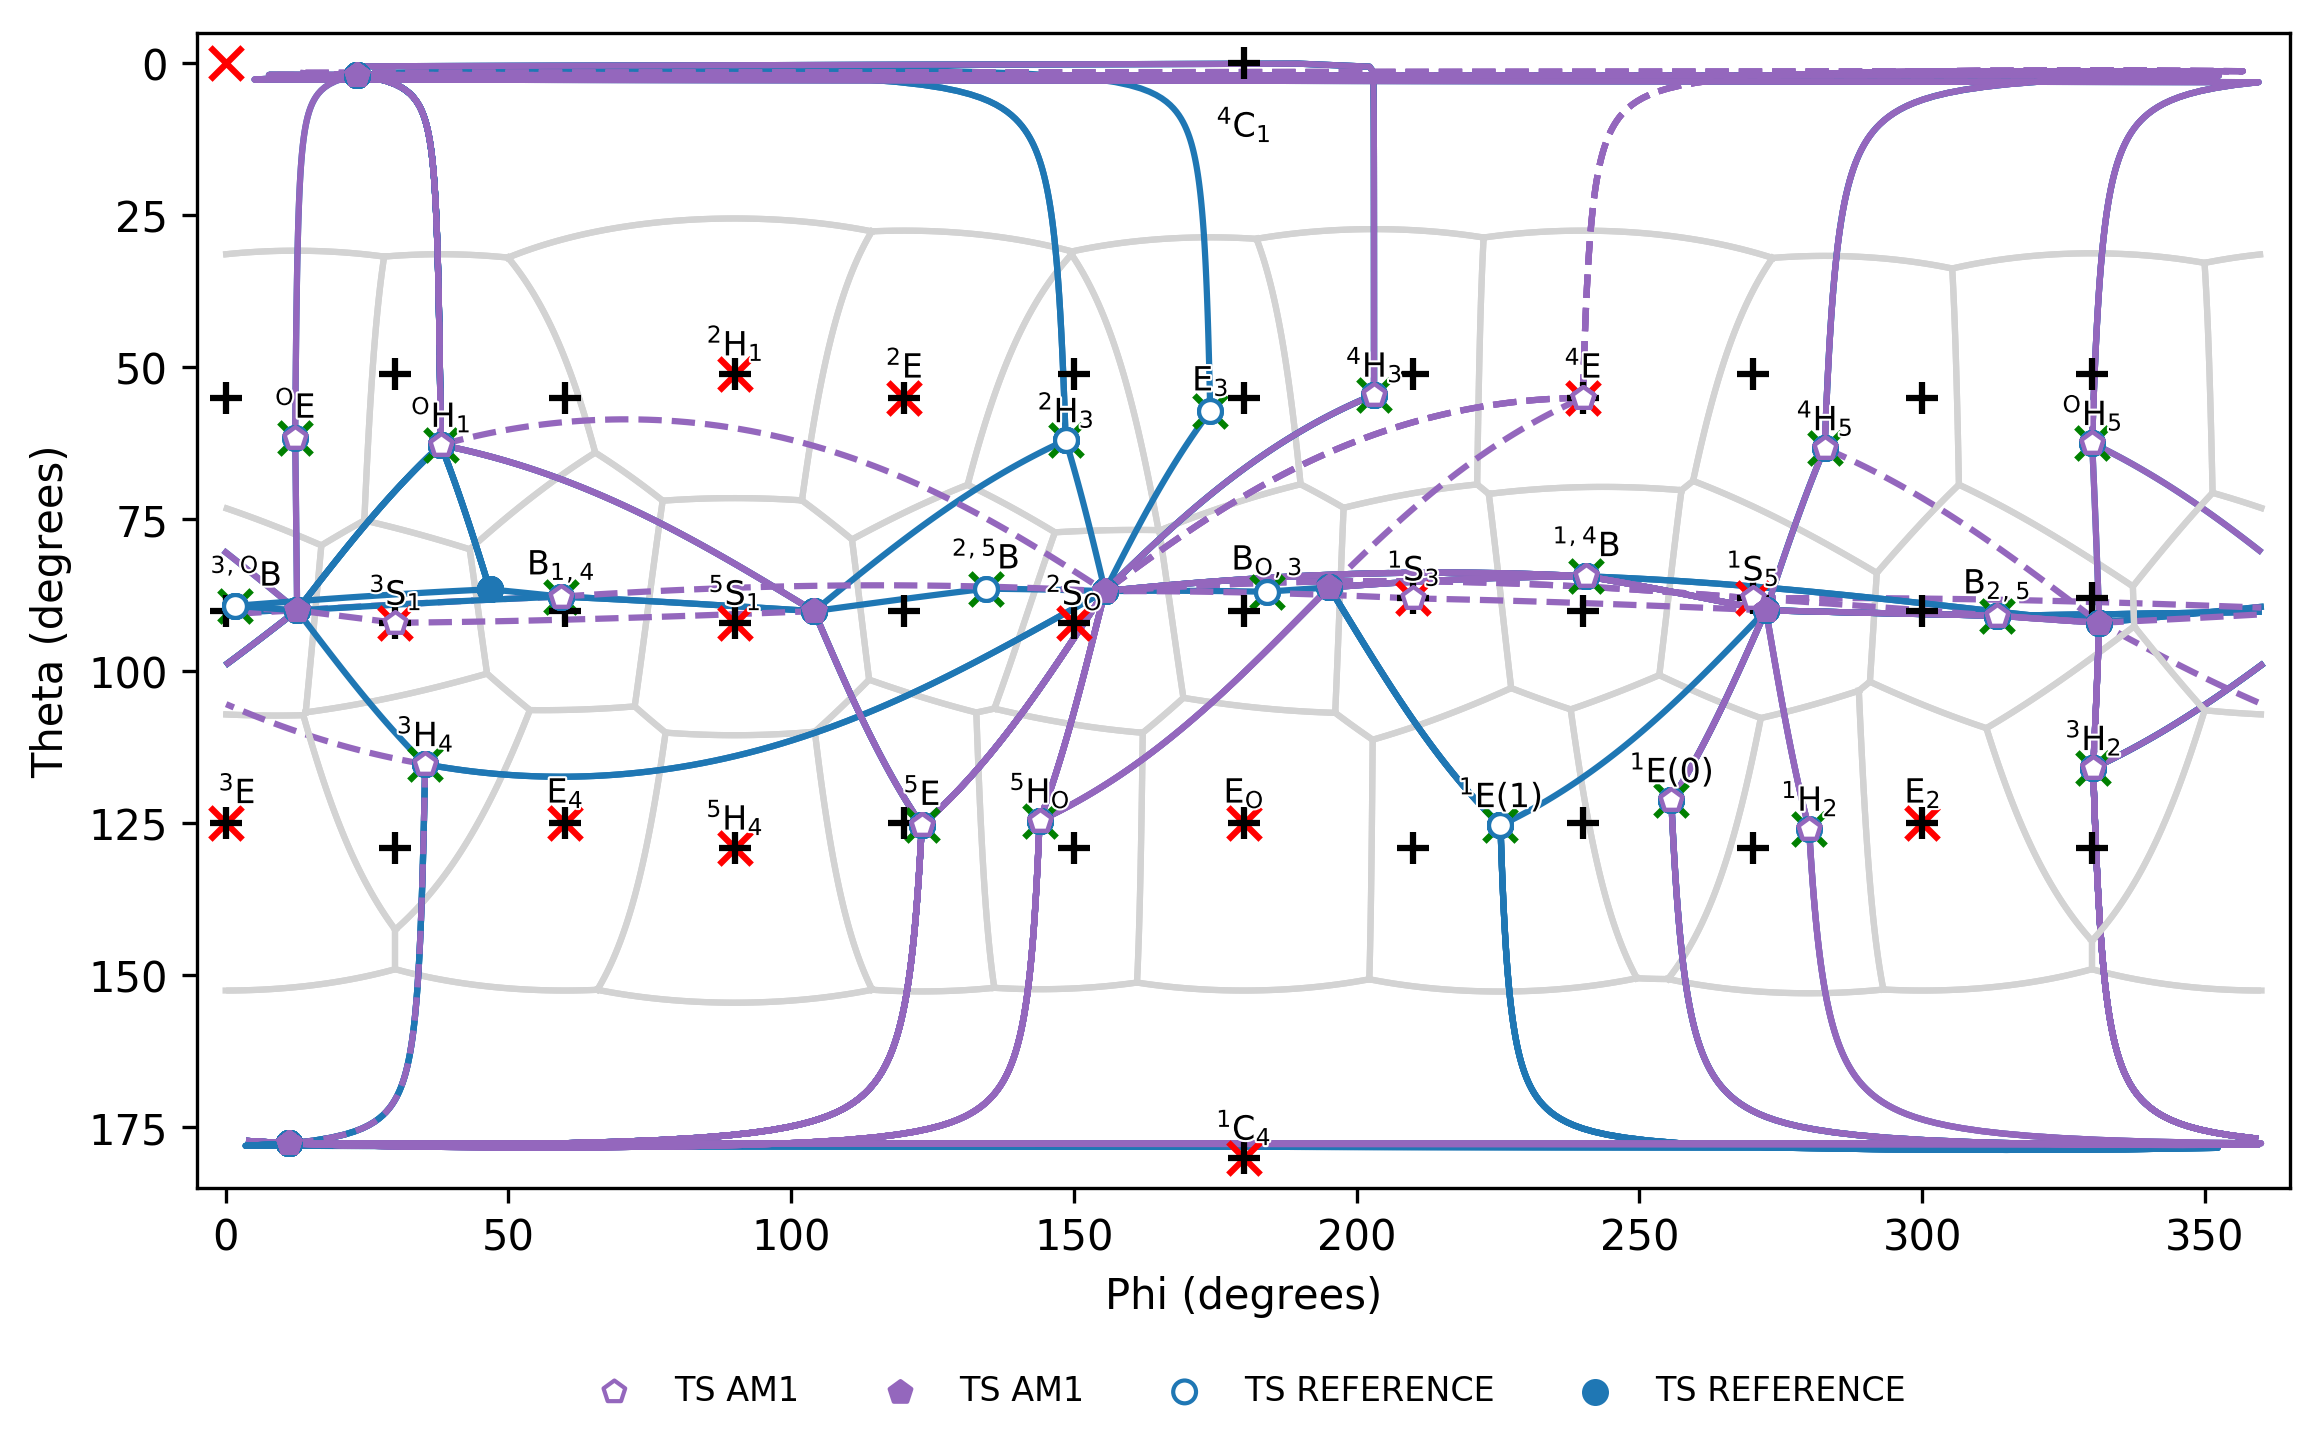 0
25
50
75
100
125
150
175
Theta (degrees)
⁴C₁
²H₁
²E
⁴H₃
⁴E
E₃
ᴼE
ᴼH₁
²H₃
⁴H₅
ᴼH₅
³,ᴼB
³S₁
B₁,₄
⁵S₁
²,⁵B
²Sₒ
Bₒ,₃
¹S₃
¹,⁴B
¹S₅
B₂,₅
³H₄
³H₂
³E
E₄
⁵H₄
⁵E
⁵Hₒ
Eₒ
¹E(1)
¹E(0)
¹H₂
E₂
¹C₄
0 50 100 150 200 250 300 350
Phi (degrees)
TS AM1 TS AM1 TS REFERENCE TS REFERENCE